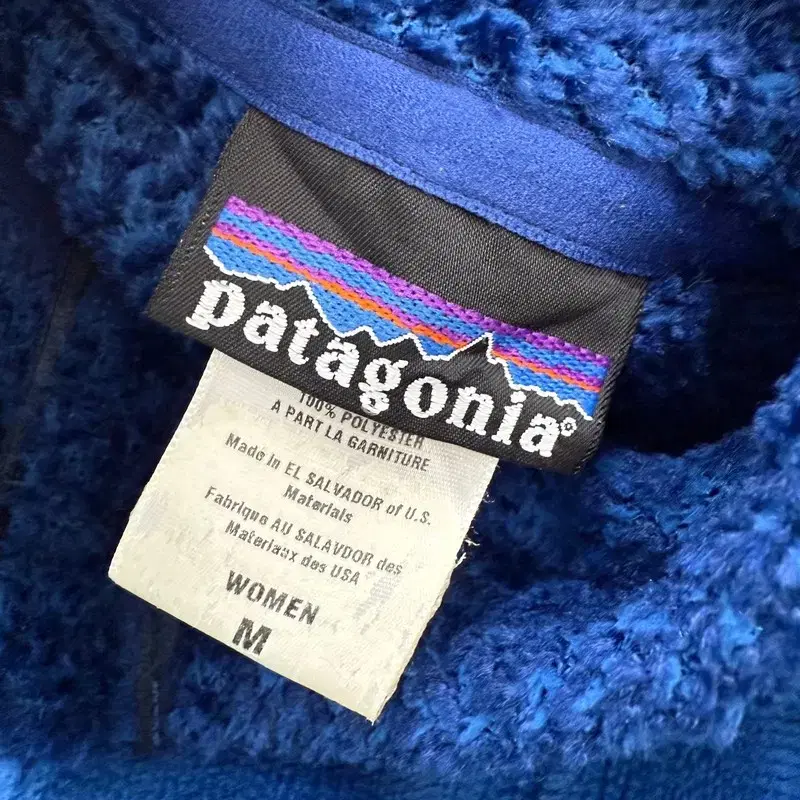 patagonia®
100% POLYESTER
A PART LA GARNITURE
Made in EL SALVADOR of U.S.
Materials
Fabrique AU SALAVDOR des
Materiaux des USA
WOMEN
M